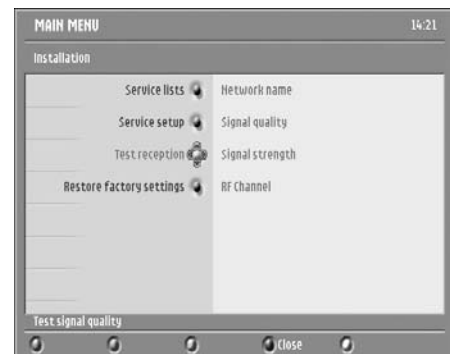 MAIN MENU 14:21
Installation
Service lists Network name
Service setup Signal quality
Test reception Signal strength
Restore factory settings RF Channel
Test signal quality
Close